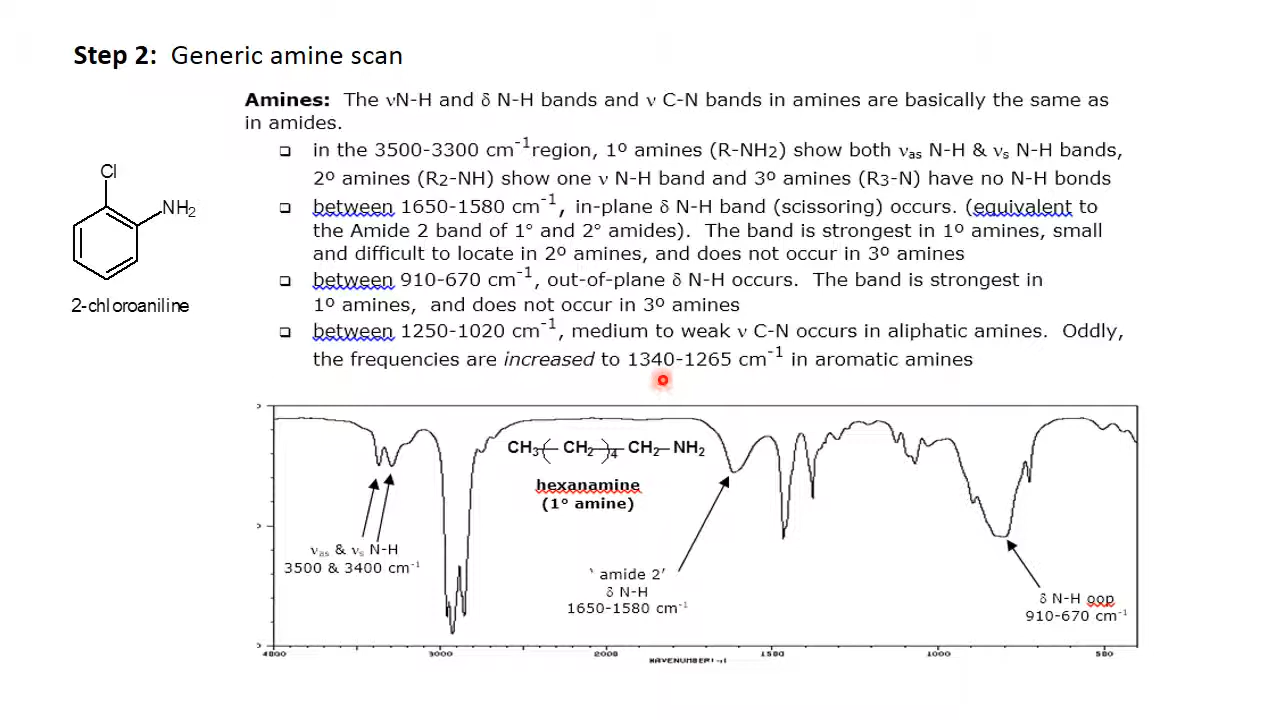 Step 2: Generic amine scan
Amines: The νN-H and δ N-H bands and ν C-N bands in amines are basically the same as
in amides.
in the 3500-3300 cm⁻¹region, 1º amines (R-NH2) show both νas N-H & νs N-H bands,
2º amines (R2-NH) show one ν N-H band and 3º amines (R3-N) have no N-H bonds
between 1650-1580 cm⁻¹, in-plane δ N-H band (scissoring) occurs. (equivalent to
the Amide 2 band of 1° and 2° amides). The band is strongest in 1º amines, small
and difficult to locate in 2º amines, and does not occur in 3º amines
between 910-670 cm⁻¹, out-of-plane δ N-H occurs. The band is strongest in
1º amines, and does not occur in 3º amines
between 1250-1020 cm⁻¹, medium to weak ν C-N occurs in aliphatic amines. Oddly,
the frequencies are increased to 1340-1265 cm⁻¹ in aromatic amines
Cl
NH2
2-chloroaniline
CH3 ( CH2 )4 CH2 NH2
hexanamine
(1° amine)
νas & νs N-H
3500 & 3400 cm⁻¹
` amide 2'
δ N-H
1650-1580 cm⁻¹
δ N-H oop
910-670 cm⁻¹
4000 3000 2000 1500 1000 500